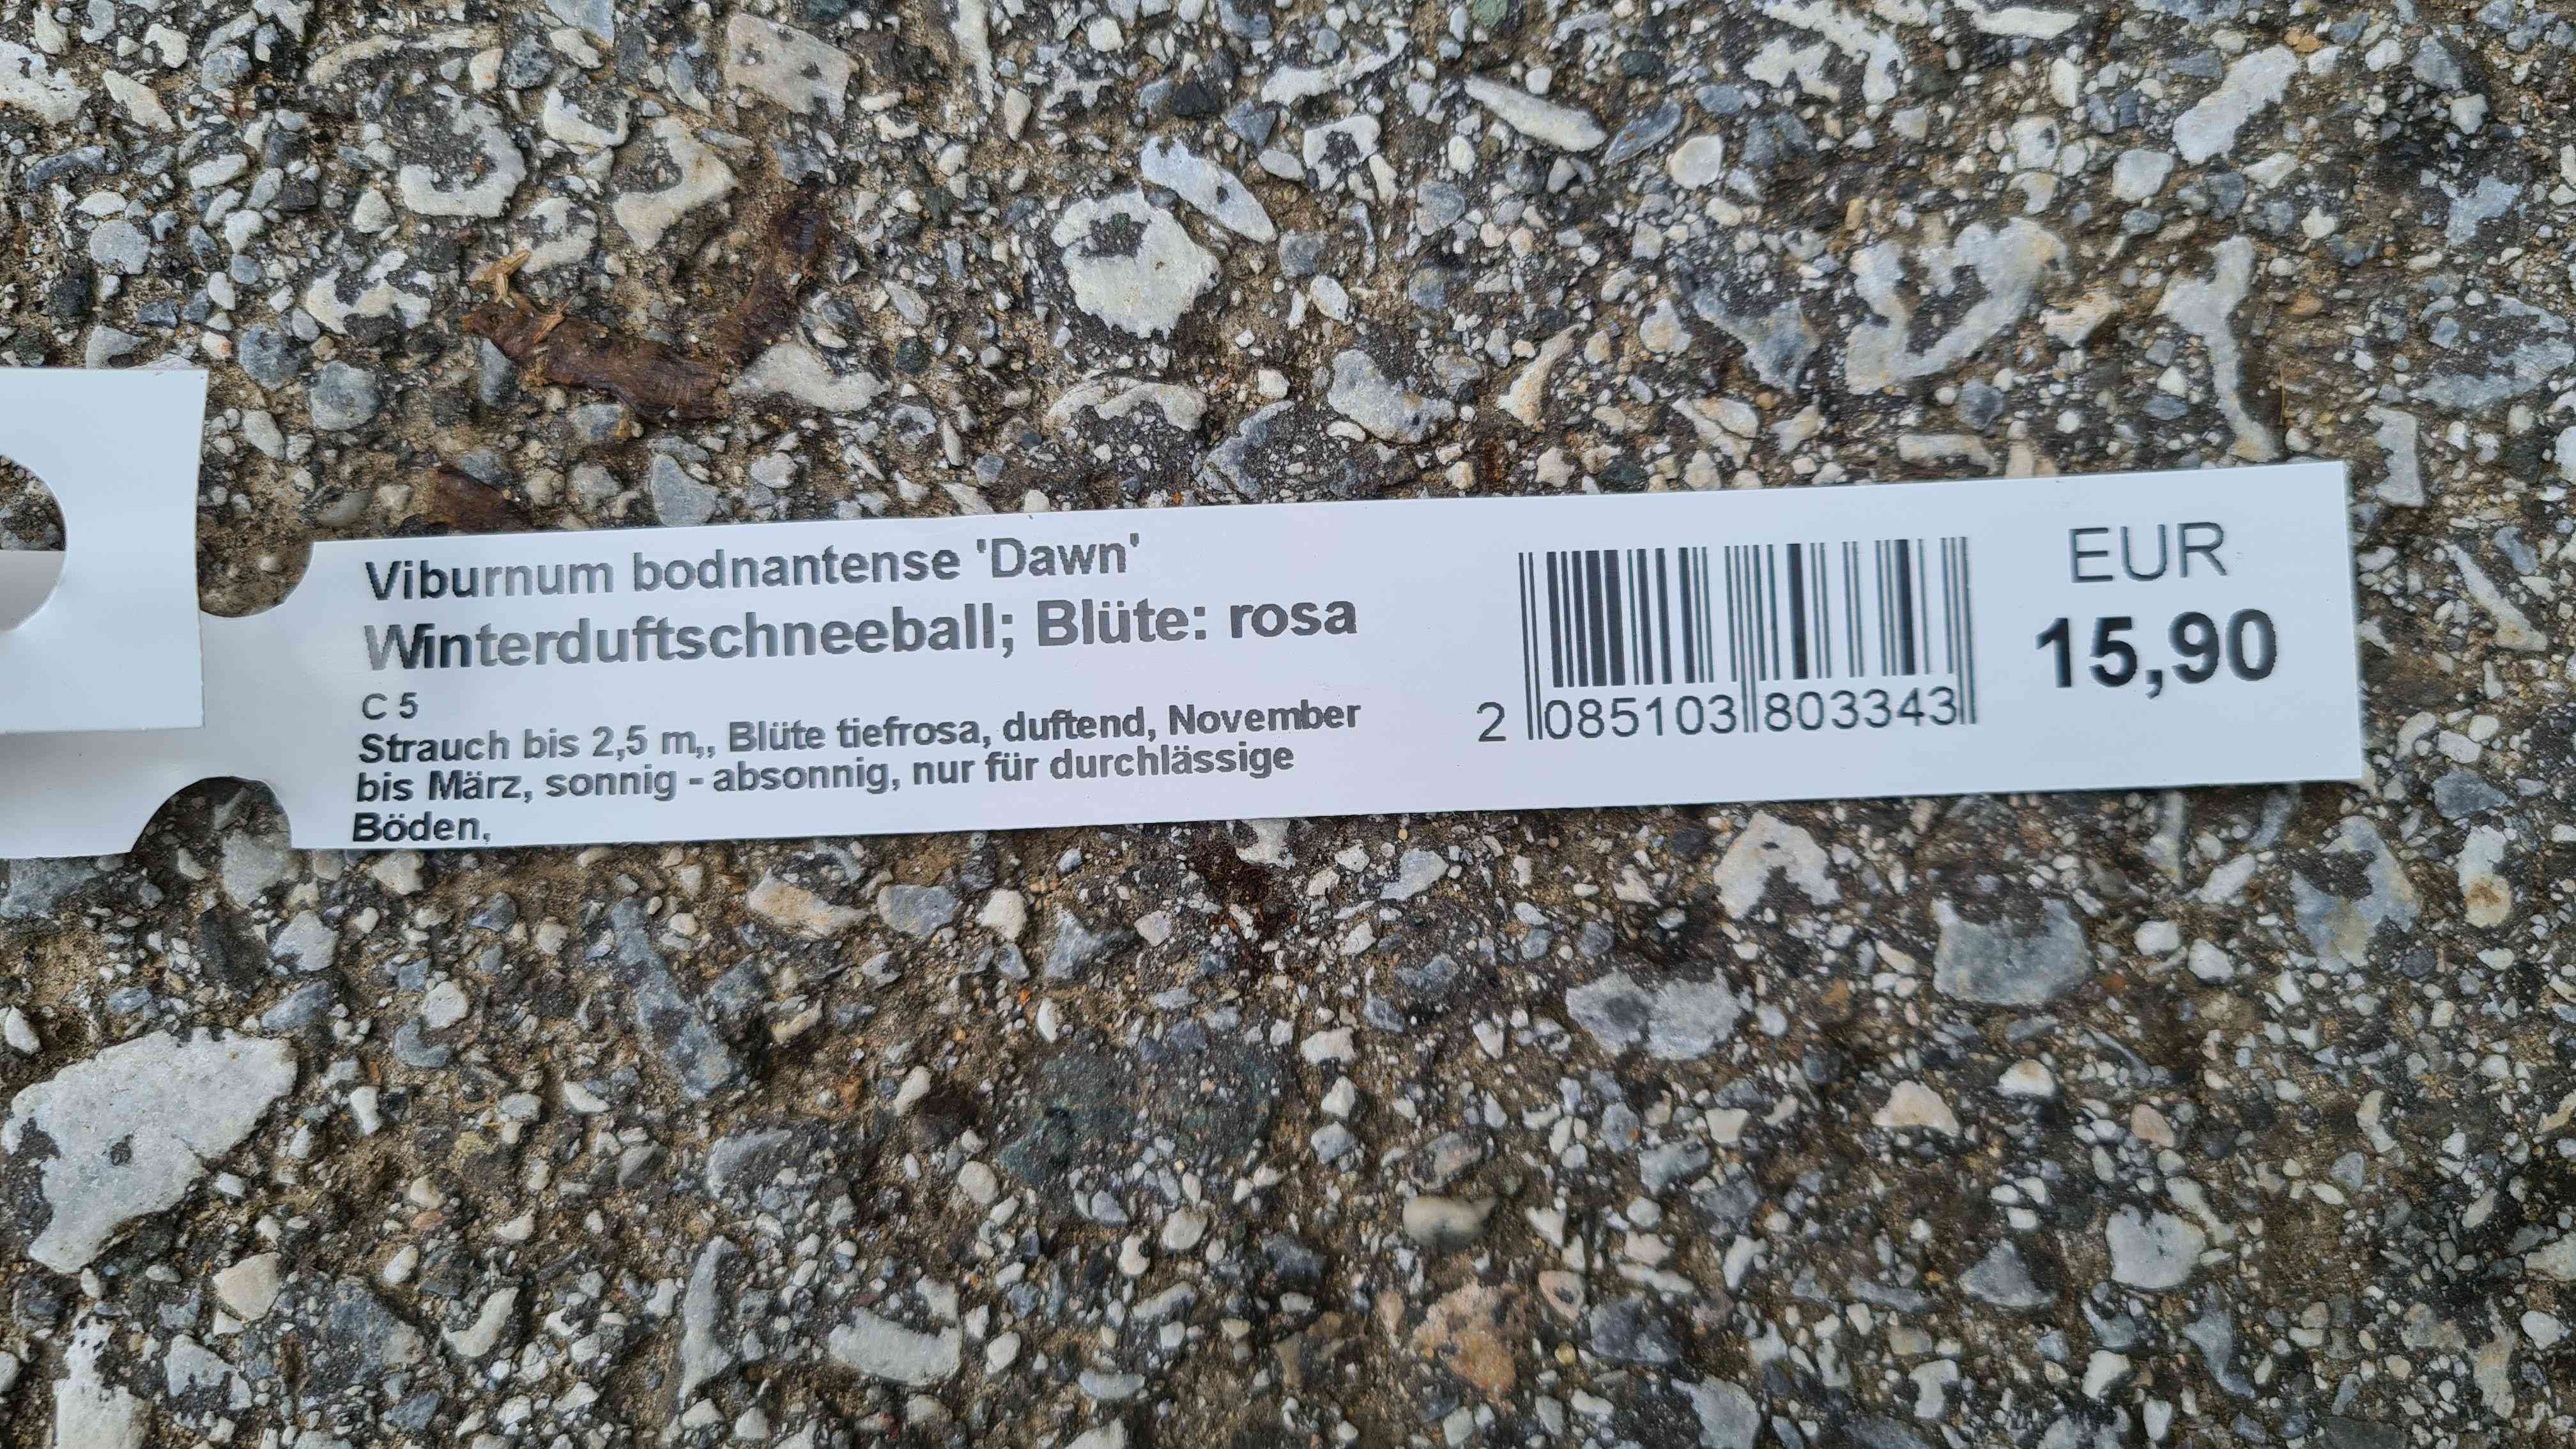 Viburnum bodnantense 'Dawn'
Winterduftschneeball; Blüte: rosa
C 5
Strauch bis 2,5 m,, Blüte tiefrosa, duftend, November
bis März, sonnig - absonnig, nur für durchlässige
Böden,
2 085103 803343
EUR
15,90